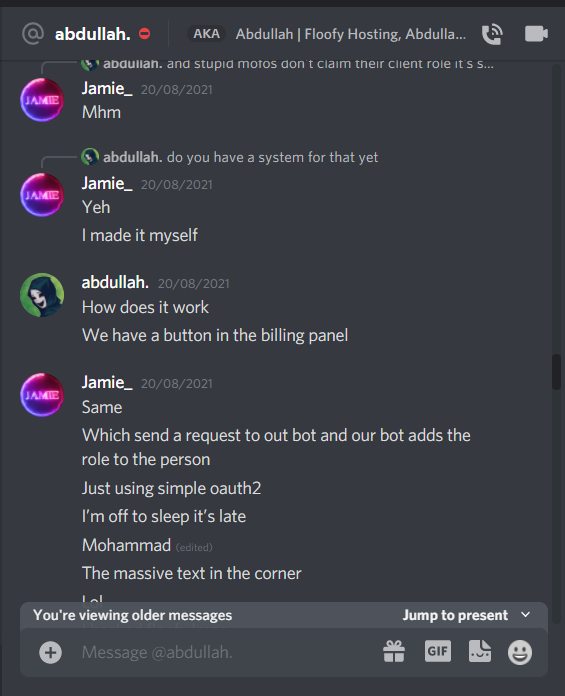 @ abdullah. AKA Abdullah | Floofy Hosting, Abdulla...
abdullah. and stupid mofos don't claim their client role it's s...
JAMIE
Jamie_ 20/08/2021
Mhm
abdullah. do you have a system for that yet
JAMIE
Jamie_ 20/08/2021
Yeh
I made it myself
abdullah. 20/08/2021
How does it work
We have a button in the billing panel
JAMIE
Jamie_ 20/08/2021
Same
Which send a request to out bot and our bot adds the
role to the person
Just using simple oauth2
I'm off to sleep it's late
Mohammad (edited)
The massive text in the corner
Lol
You're viewing older messages Jump to present
Message @abdullah. GIF